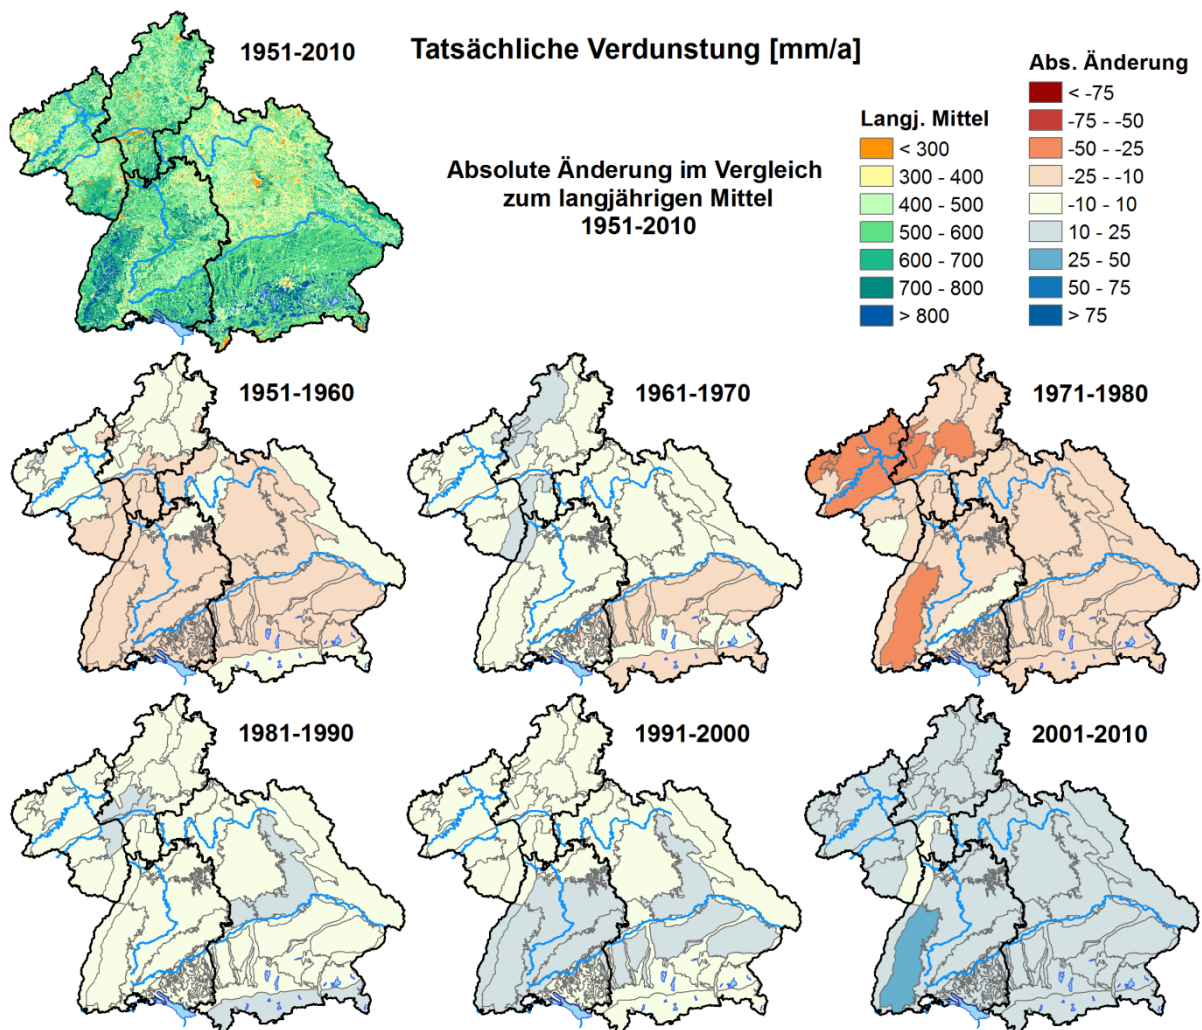 1951-2010
Tatsächliche Verdunstung [mm/a]
Absolute Änderung im Vergleich
zum langjährigen Mittel
1951-2010
Langj. Mittel
< 300
300 - 400
400 - 500
500 - 600
600 - 700
700 - 800
> 800
Abs. Änderung
< -75
-75 - -50
-50 - -25
-25 - -10
-10 - 10
10 - 25
25 - 50
50 - 75
> 75
1951-1960
1961-1970
1971-1980
1981-1990
1991-2000
2001-2010